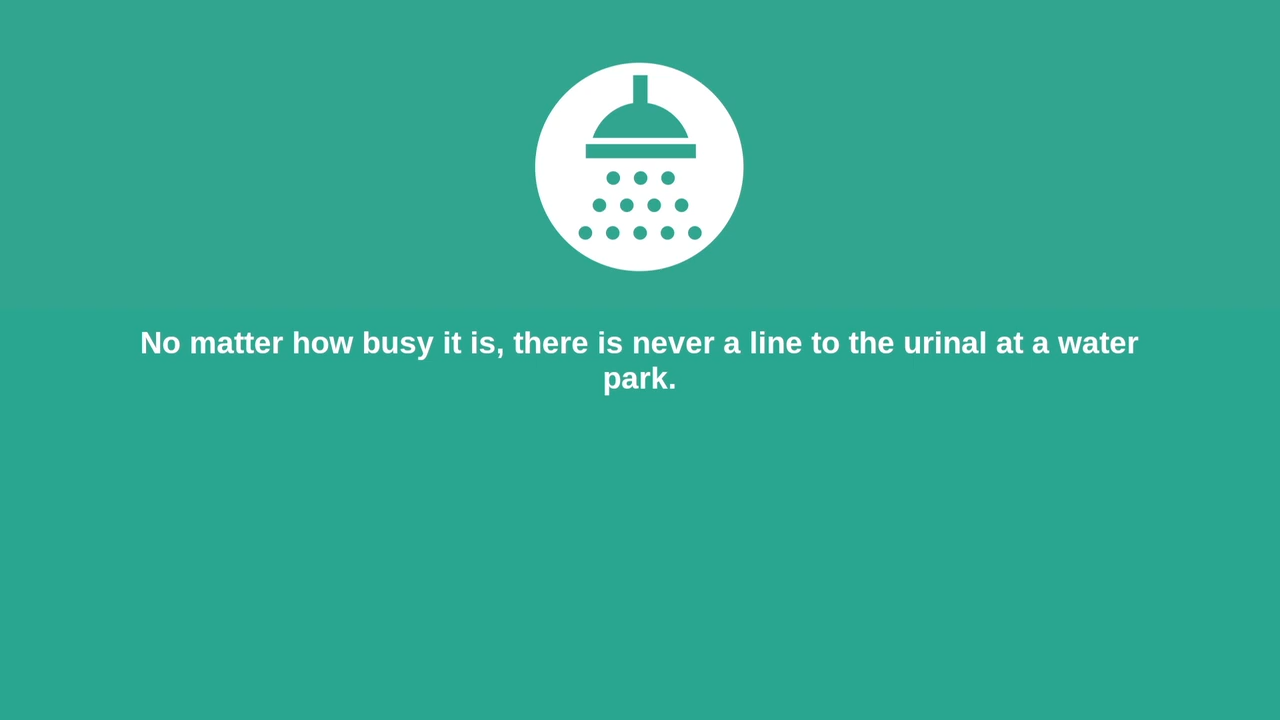 No matter how busy it is, there is never a line to the urinal at a water
park.